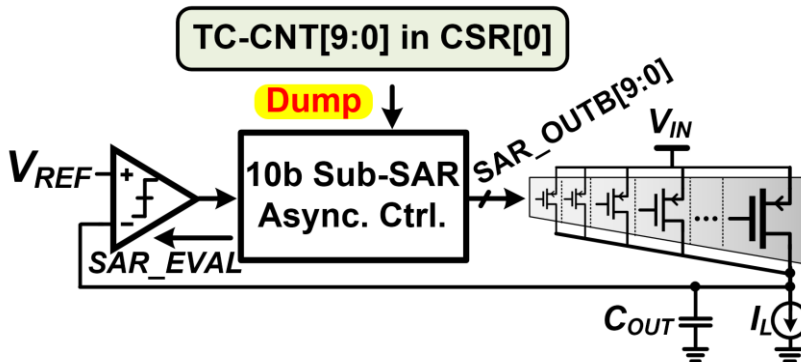 TC-CNT[9:0] in CSR[0]
Dump
SAR_OUTB[9:0]
VIN
VREF
+
-
10b Sub-SAR
Async. Ctrl.
SAR_EVAL
...
COUT
IL